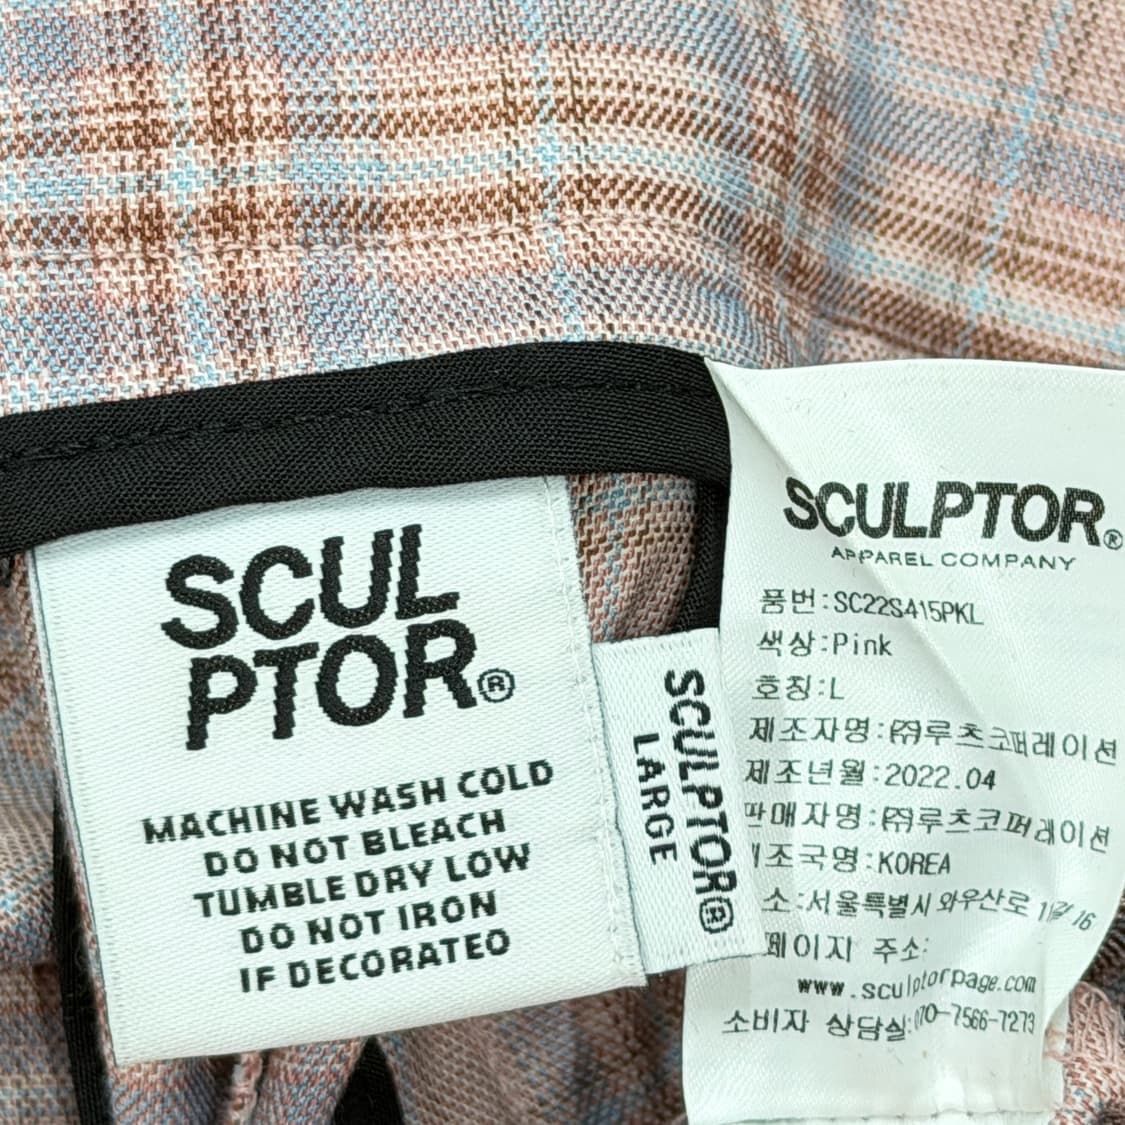 SCUL
PTOR®
MACHINE WASH COLD
DO NOT BLEACH
TUMBLE DRY LOW
DO NOT IRON
IF DECORATED
SCULPTOR®
LARGE
SCULPTOR®
APPAREL COMPANY
품번:SC22S415PKL
색상:Pink
호칭:L
제조자명:㈜루츠코퍼레이션
제조년월:2022.04
판매자명:㈜루츠코퍼레이션
조국명:KOREA
소:서울특별시 와우산로 16
페이지 주소:
www.sculptorpage.com
소비자 상담실:070-7566-7273